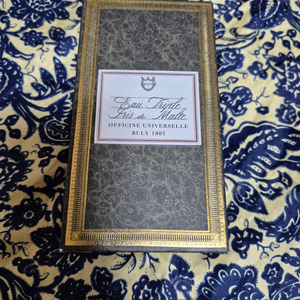 Eau Triple
Iris de Malte
OFFICINE UNIVERSELLE
BULY 1803